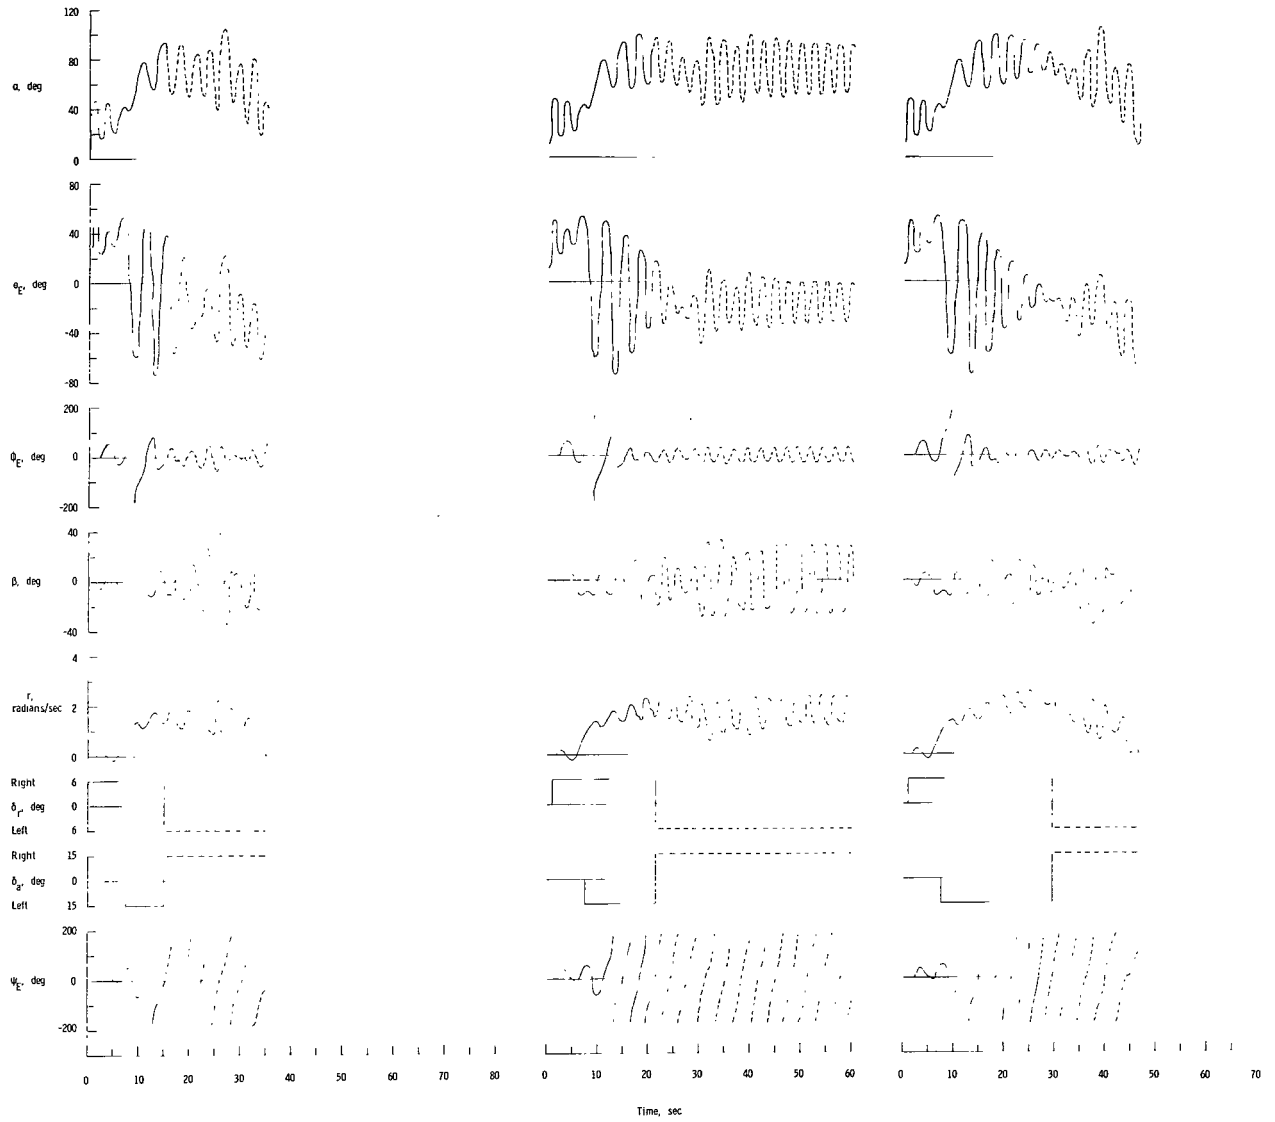 120
80
α, deg
40
0
80
40
θE, deg
0
-40
-80
200
ϕE, deg
0
-200
40
β, deg
0
-40
4
r,
radians/sec
2
0
Right
6
δr, deg
0
Left
6
Right
15
δa, deg
0
Left
15
200
ψE, deg
0
-200
0 10 20 30 40 50 60 70 80
0 10 20 30 40 50 60
0 10 20 30 40 50 60 70
Time, sec